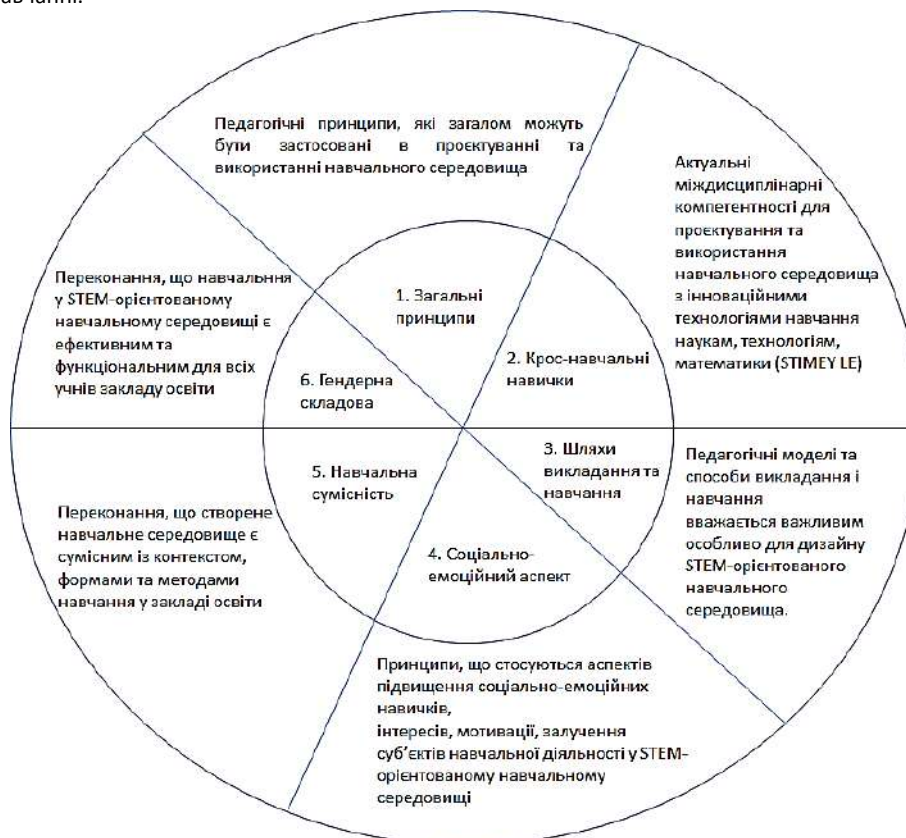 Педагогічні принципи, які загалом можуть
бути застосовані в проєктуванні та
використанні навчального середовища
Актуальні
міждисциплінарні
компетентності для
проєктування та
використання
навчального середовища
з інноваційними
технологіями навчання
наукам, технологіям,
математики (STIMEY LE)
Переконання, що навчальння
у STEM-орієнтованому
навчальному середовищі є
ефективним та
функціональним для всіх
учнів закладу освіти
1. Загальні
принципи
2. Крос-навчальні
навички
6. Гендерна
складова
5. Навчальна
сумісність
3. Шляхи
викладання та
навчання
4. Соціально-
емоційний аспект
Педагогічні моделі та
способи викладання і
навчання
вважається важливим
особливо для дизайну
STEM-орієнтованого
навчального
середовища.
Переконання, що створене
навчальне середовище є
сумісним із контекстом,
формами та методами
навчання у закладі освіти
Принципи, що стосуються аспектів
підвищення соціально-емоційних
навичків,
інтересів, мотивації, залучення
суб’єктів навчальної діяльності у STEM-
орієнтованому навчальному
середовищі